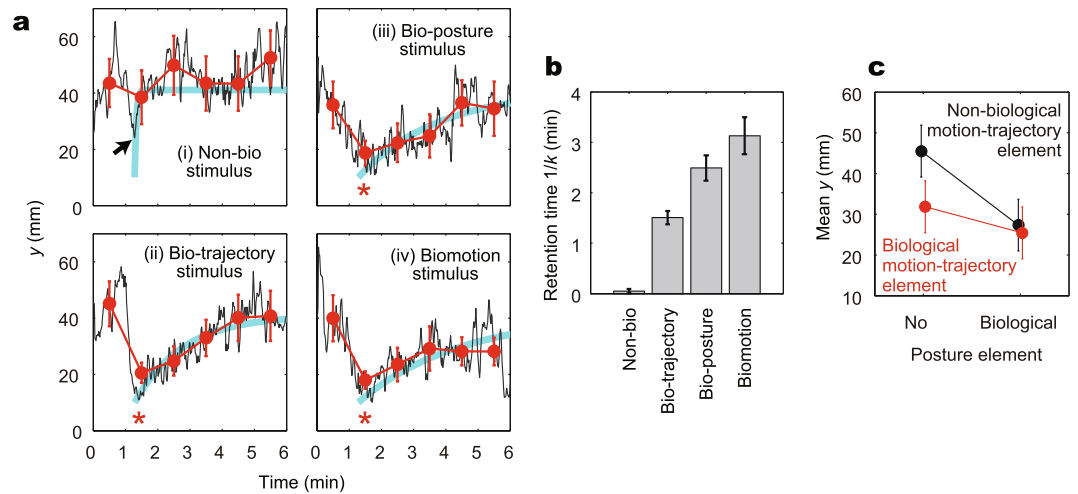 a
60
40
20
0
y (mm)
(i) Non-bio
stimulus
(iii) Bio-posture
stimulus
*
60
40
20
0
(ii) Bio-trajectory
stimulus
*
(iv) Biomotion
stimulus
*
0 1 2 3 4 5 6
0 1 2 3 4 5 6
Time (min)
b
Retention time 1/k (min)
4
3
2
1
0
Non-bio
Bio-trajectory
Bio-posture
Biomotion
c
Mean y (mm)
60
50
40
30
20
10
Non-biological
motion-trajectory
element
Biological
motion-trajectory
element
No Biological
Posture element